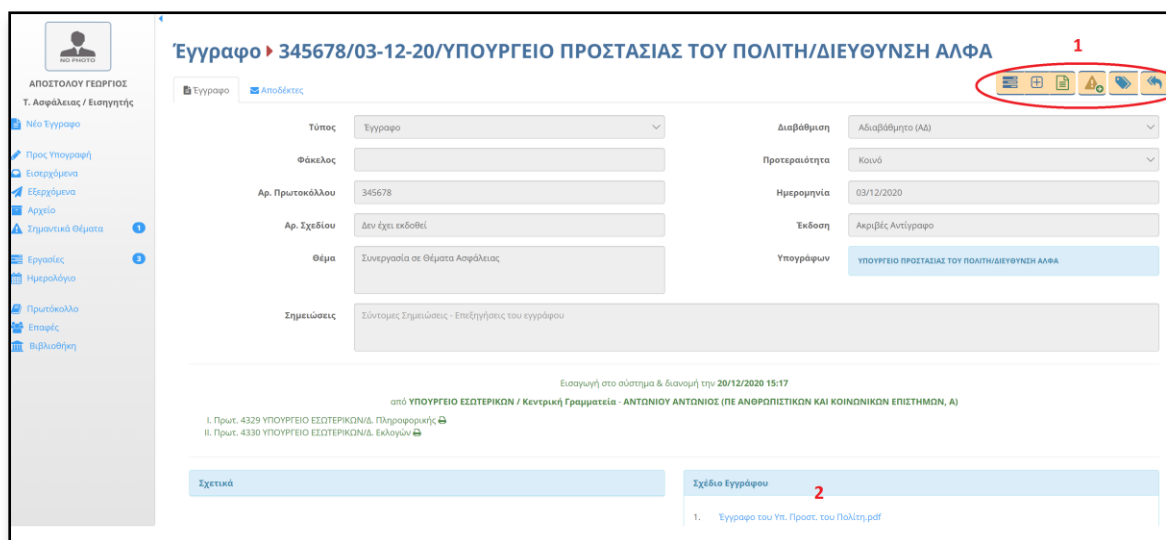 NO PHOTO
ΑΠΟΣΤΟΛΟΥ ΓΕΩΡΓΙΟΣ
Τ. Ασφάλειας / Εισηγητής
Νέο Έγγραφο
Προς Υπογραφή
Εισερχόμενα
Εξερχόμενα
Αρχείο
Σημαντικά Θέματα 1
Εργασίες 3
Ημερολόγιο
Πρωτόκολλο
Επαφές
Βιβλιοθήκη
Έγγραφο 345678/03-12-20/ΥΠΟΥΡΓΕΙΟ ΠΡΟΣΤΑΣΙΑΣ ΤΟΥ ΠΟΛΙΤΗ/ΔΙΕΥΘΥΝΣΗ ΑΛΦΑ
1
Έγγραφο Αποδέκτες
Τύπος Έγγραφο Διαβάθμιση Αδιαβάθμητο (ΑΔ)
Φάκελος Προτεραιότητα Κοινό
Αρ. Πρωτοκόλλου 345678 Ημερομηνία 03/12/2020
Αρ. Σχεδίου Δεν έχει εκδοθεί Έκδοση Ακριβές Αντίγραφο
Θέμα Συνεργασία σε Θέματα Ασφάλειας Υπογράφων ΥΠΟΥΡΓΕΙΟ ΠΡΟΣΤΑΣΙΑΣ ΤΟΥ ΠΟΛΙΤΗ/ΔΙΕΥΘΥΝΣΗ ΑΛΦΑ
Σημειώσεις Σύντομες Σημειώσεις - Επεξηγήσεις του εγγράφου
Εισαγωγή στο σύστημα & διανομή την 20/12/2020 15:17
από ΥΠΟΥΡΓΕΙΟ ΕΣΩΤΕΡΙΚΩΝ / Κεντρική Γραμματεία - ΑΝΤΩΝΙΟΥ ΑΝΤΩΝΙΟΣ (ΠΕ ΑΝΘΡΩΠΙΣΤΙΚΩΝ ΚΑΙ ΚΟΙΝΩΝΙΚΩΝ ΕΠΙΣΤΗΜΩΝ, Α)
I. Πρωτ. 4329 ΥΠΟΥΡΓΕΙΟ ΕΣΩΤΕΡΙΚΩΝ/Δ. Πληροφορικής
II. Πρωτ. 4330 ΥΠΟΥΡΓΕΙΟ ΕΣΩΤΕΡΙΚΩΝ/Δ. Εκλογών
Σχετικά Σχέδιο Εγγράφου
2
1. Έγγραφο του Υπ. Προστ. του Πολίτη.pdf